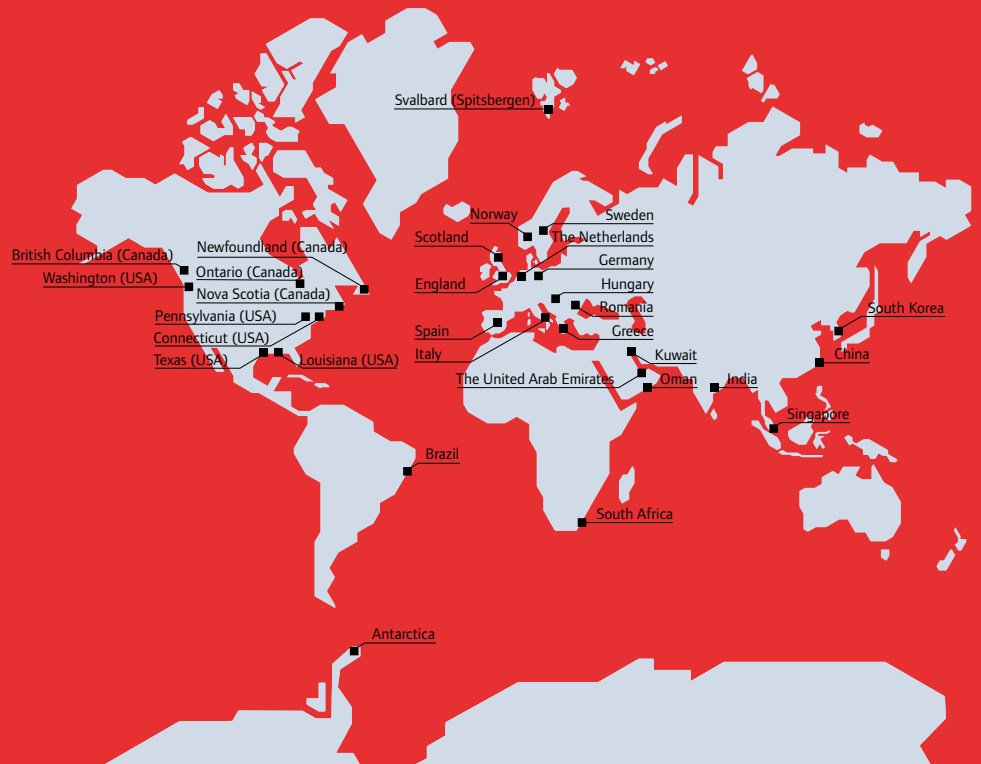 Svalbard (Spitsbergen)
Norway
Sweden
Scotland
The Netherlands
British Columbia (Canada)
Newfoundland (Canada)
Germany
Washington (USA)
Ontario (Canada)
England
Hungary
Nova Scotia (Canada)
Romania
South Korea
Pennsylvania (USA)
Connecticut (USA)
Spain
Greece
Texas (USA)
Louisiana (USA)
Italy
Kuwait
China
The United Arab Emirates
Oman
India
Singapore
Brazil
South Africa
Antarctica